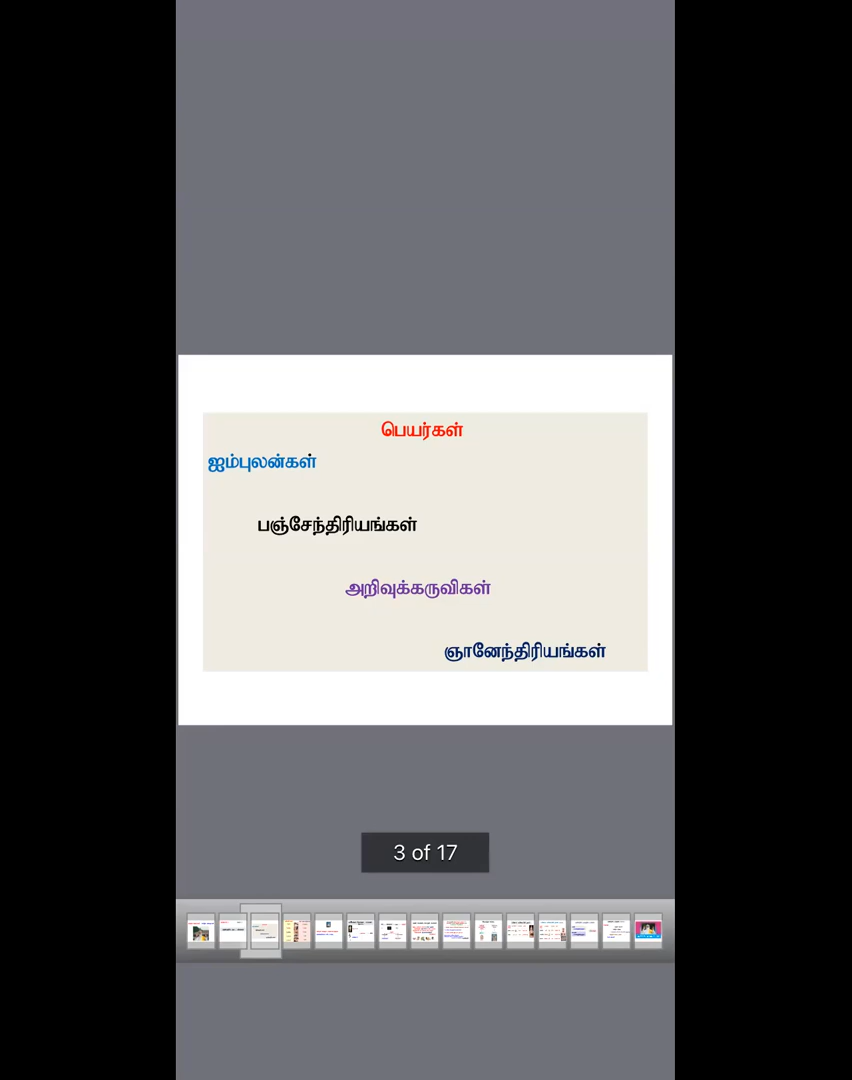 பெயர்கள்
ஐம்புலன்கள்
பஞ்சேந்திரியங்கள்
அறிவுக்கருவிகள்
ஞானேந்திரியங்கள்
3 of 17